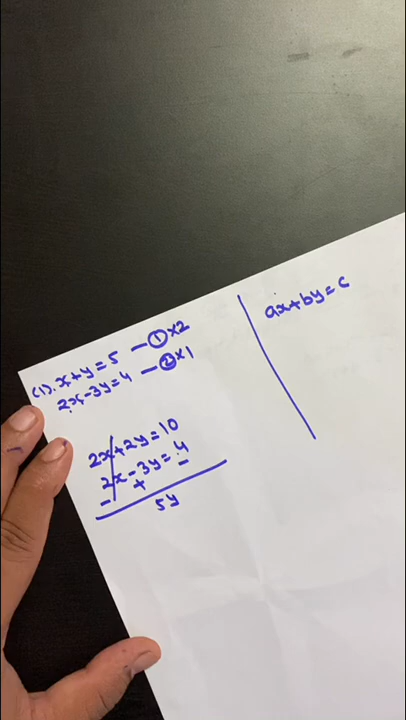 (1). x + y = 5 — ① × 2
2x - 3y = 4 — ② × 1
2x + 2y = 10
2x - 3y = 4
- + -
5y
ax + by = c